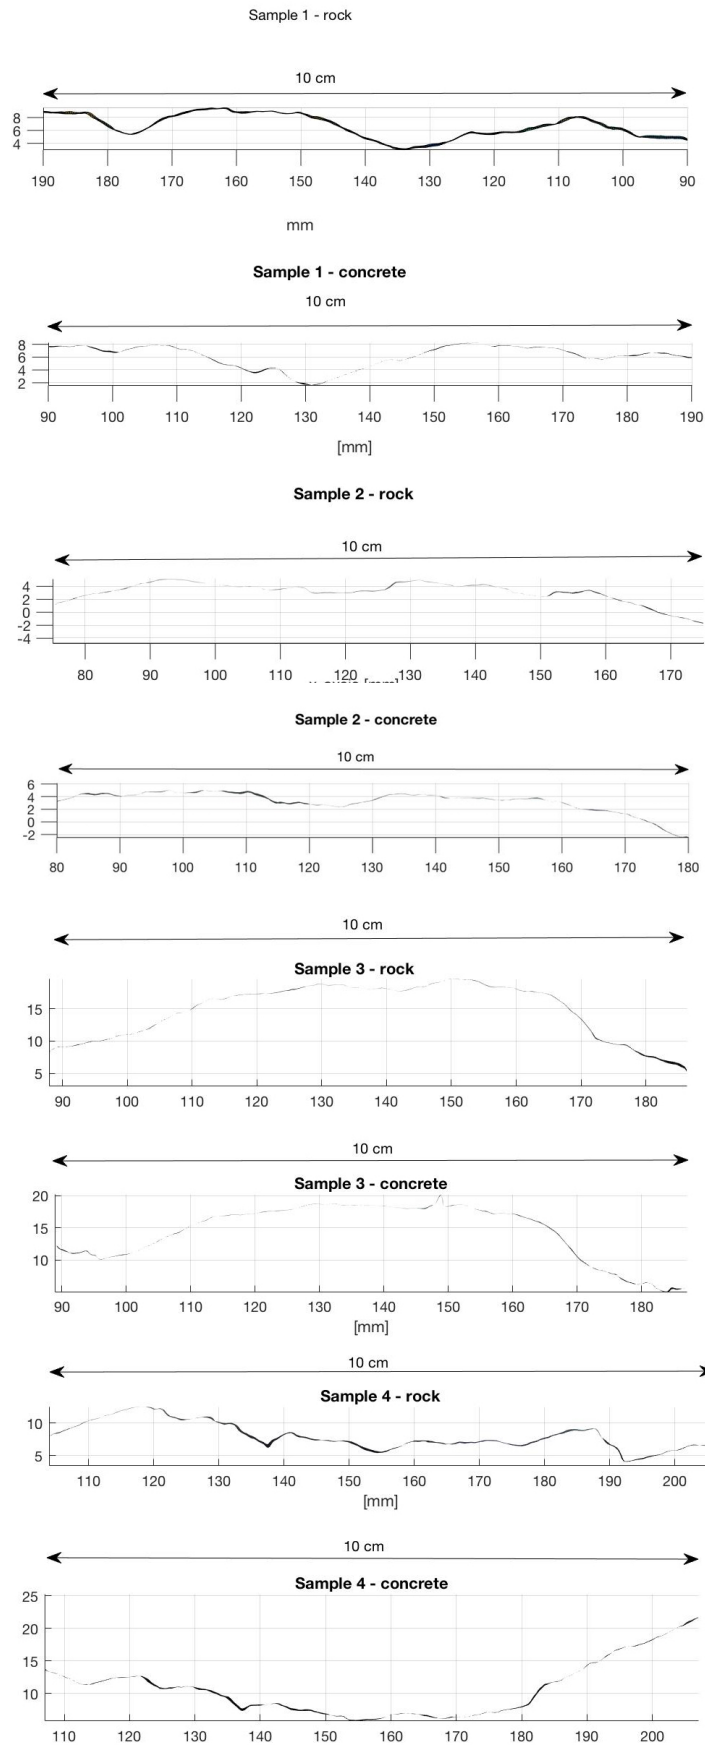 Sample 1 - rock
10 cm
8
6
4
190 180 170 160 150 140 130 120 110 100 90
mm
Sample 1 - concrete
10 cm
8
6
4
2
90 100 110 120 130 140 150 160 170 180 190
[mm]
Sample 2 - rock
10 cm
4
2
0
-2
-4
80 90 100 110 120 130 140 150 160 170
Sample 2 - concrete
10 cm
6
4
2
0
-2
80 90 100 110 120 130 140 150 160 170 180
10 cm
Sample 3 - rock
15
10
5
90 100 110 120 130 140 150 160 170 180
10 cm
Sample 3 - concrete
20
15
10
90 100 110 120 130 140 150 160 170 180
[mm]
10 cm
Sample 4 - rock
10
5
110 120 130 140 150 160 170 180 190 200
[mm]
10 cm
Sample 4 - concrete
25
20
15
10
110 120 130 140 150 160 170 180 190 200